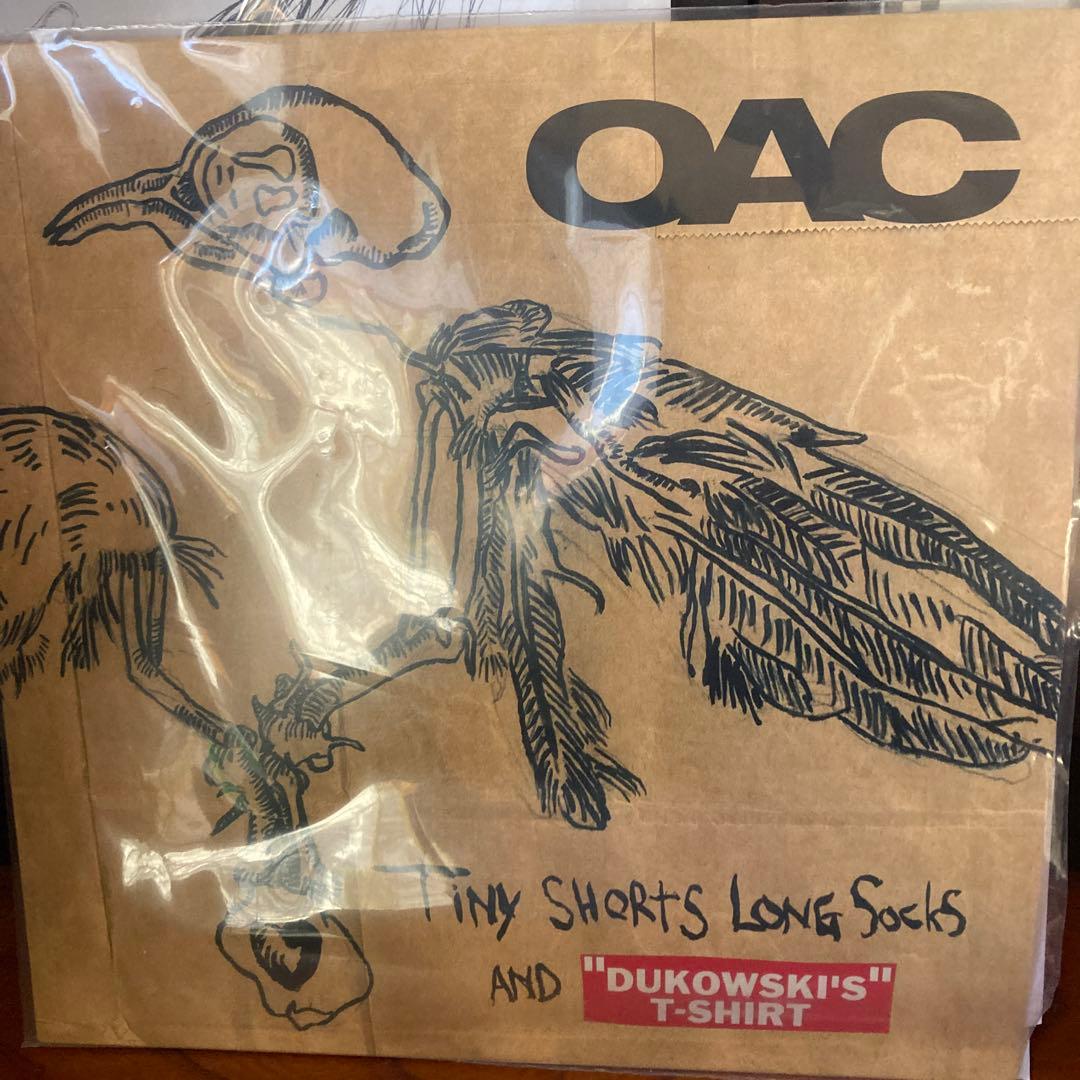 OAC
Tiny SHORTS LONG SockS
AND "DUKOWSKI'S"
T-SHIRT